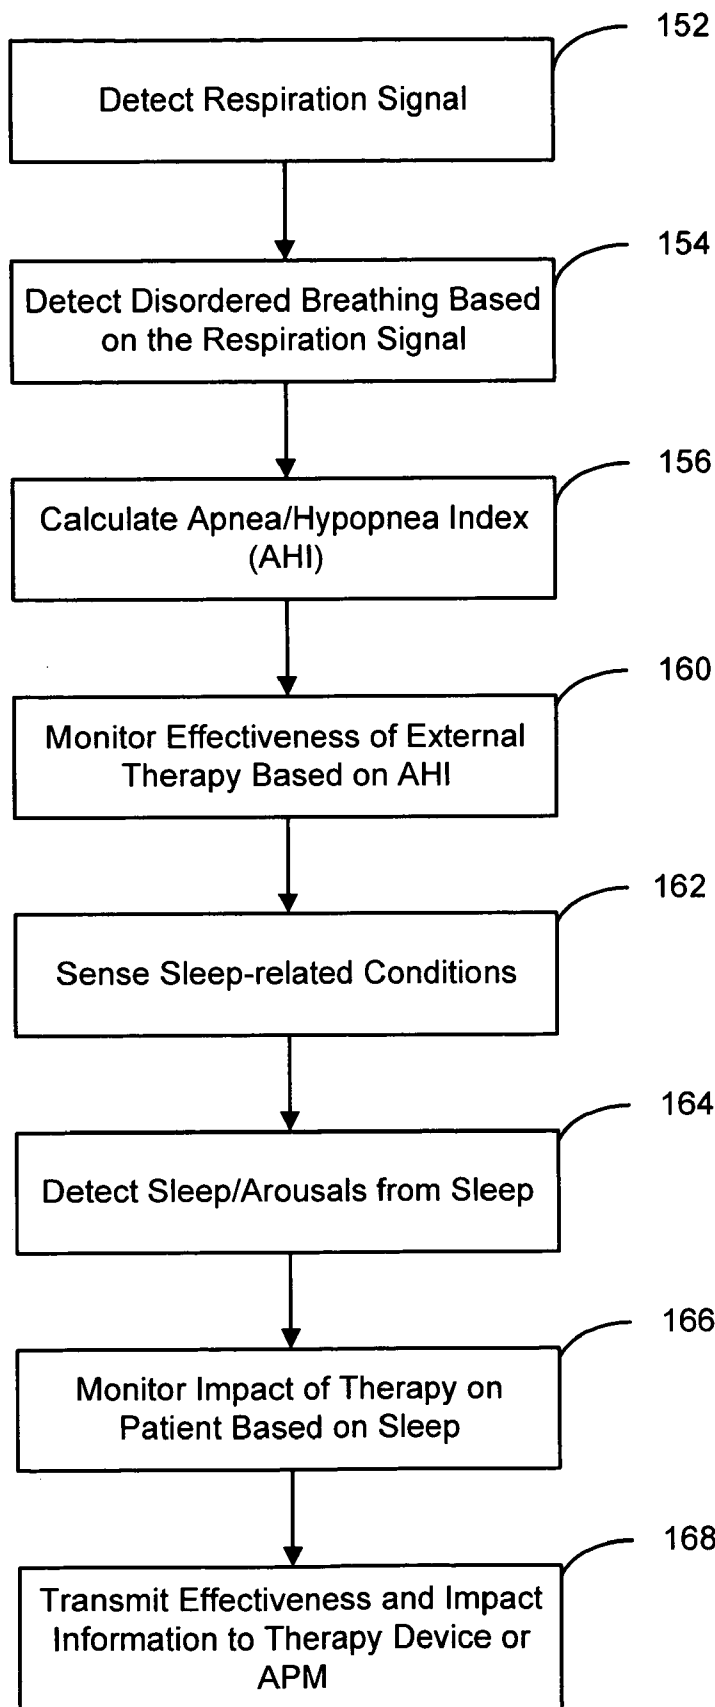 152
Detect Respiration Signal
154
Detect Disordered Breathing Based
on the Respiration Signal
156
Calculate Apnea/Hypopnea Index
(AHI)
160
Monitor Effectiveness of External
Therapy Based on AHI
162
Sense Sleep-related Conditions
164
Detect Sleep/Arousals from Sleep
166
Monitor Impact of Therapy on
Patient Based on Sleep
168
Transmit Effectiveness and Impact
Information to Therapy Device or
APM